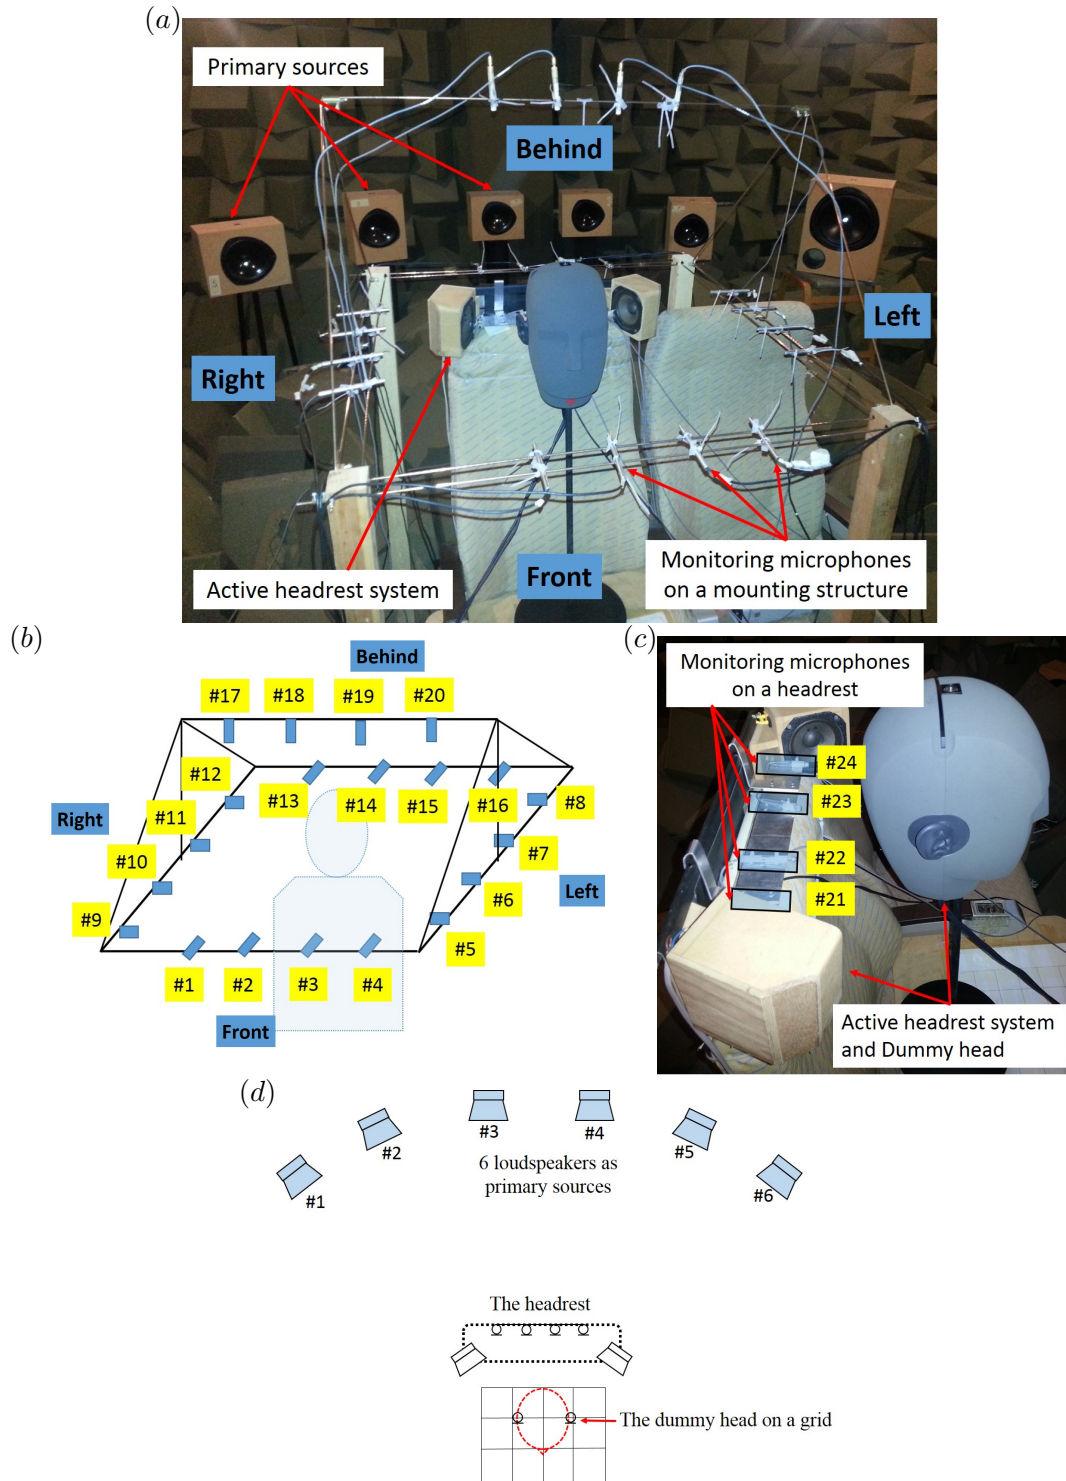 (a)
Primary sources
Behind
Left
Right
Active headrest system
Front
Monitoring microphones
on a mounting structure
(b)
Behind
#17
#18
#19
#20
#12
#13
#14
#15
#16
#8
#11
Right
#7
#10
#6
Left
#9
#5
#1
#2
#3
#4
Front
(c)
Monitoring microphones
on a headrest
#24
#23
#22
#21
Active headrest system
and Dummy head
(d)
#1
#2
#3
#4
#5
#6
6 loudspeakers as
primary sources
The headrest
The dummy head on a grid